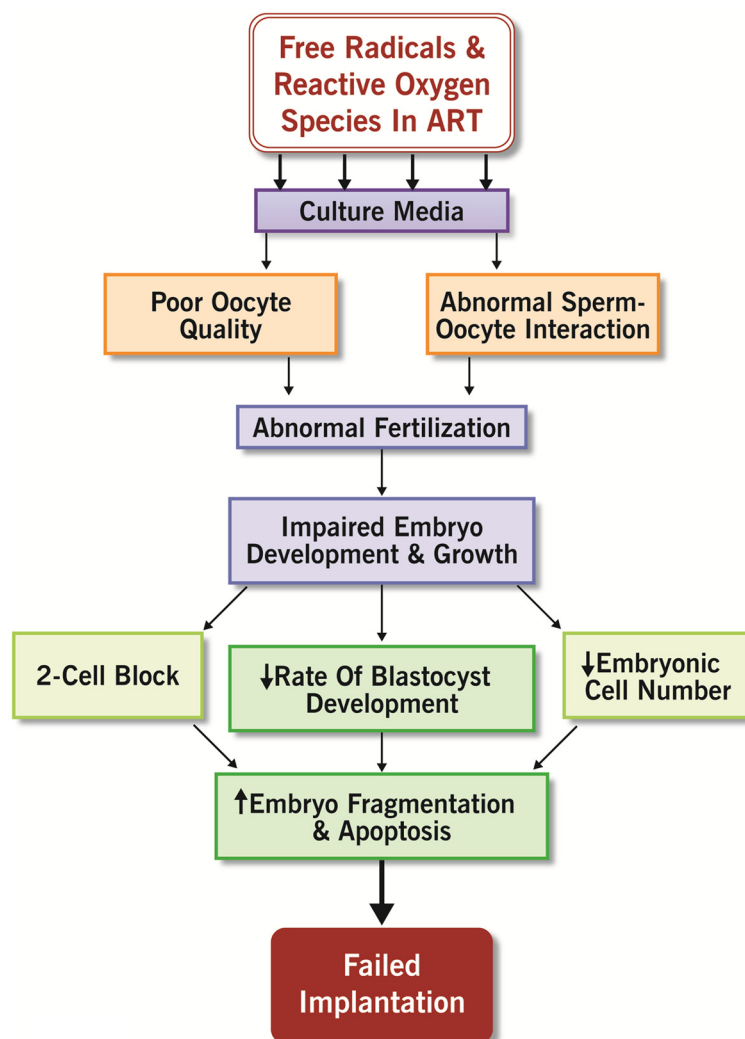 Free Radicals &
Reactive Oxygen
Species In ART
Culture Media
Poor Oocyte
Quality
Abnormal Sperm-
Oocyte Interaction
Abnormal Fertilization
Impaired Embryo
Development & Growth
2-Cell Block
↓Rate Of Blastocyst
Development
↓Embryonic
Cell Number
↑Embryo Fragmentation
& Apoptosis
Failed
Implantation